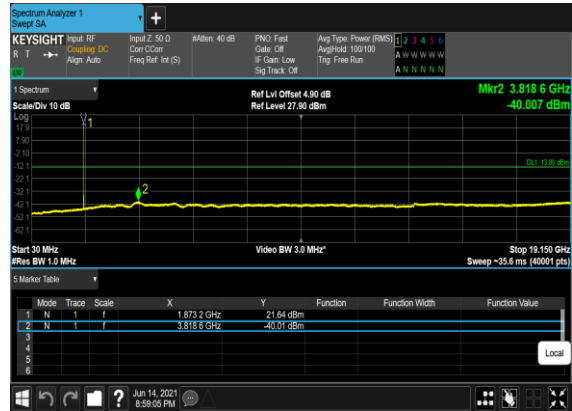 Spectrum Analyzer 1
Swept SA
+
KEYSIGHT Input: RF Input Z: 50 Ω #Atten: 40 dB PNO: Fast Avg Type: Power (RMS) 1 2 3 4 5 6
R T Coupling: DC Corr CCorr Gate: Off Avg|Hold: 100/100 A W W W W W
Align: Auto Freq Ref: Int (S) IF Gain: Low Trig: Free Run
Sig Track: Off A N N N N N
1 Spectrum Ref Lvl Offset 4.90 dB Mkr2 3.818 6 GHz
Scale/Div 10 dB Ref Level 27.90 dBm -40.007 dBm
Log
17.9
1
7.90
-2.10
-12.1
DL1 -13.00 dBm
-22.1
-32.1
2
-42.1
-52.1
-62.1
Start 30 MHz Video BW 3.0 MHz* Stop 19.150 GHz
#Res BW 1.0 MHz Sweep ~35.6 ms (40001 pts)
5 Marker Table
Mode Trace Scale X Y Function Function Width Function Value
1 N 1 f 1.873 2 GHz 21.64 dBm
2 N 1 f 3.818 6 GHz -40.01 dBm
3
4
5
6
Local
? Jun 14, 2021
8:59:05 PM